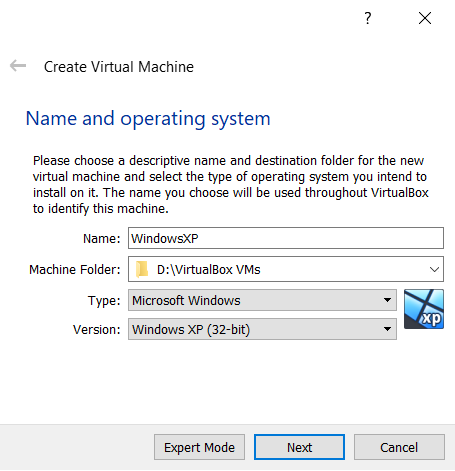 ?
Create Virtual Machine
Name and operating system
Please choose a descriptive name and destination folder for the new
virtual machine and select the type of operating system you intend to
install on it. The name you choose will be used throughout VirtualBox
to identify this machine.
Name: WindowsXP
Machine Folder: D:\VirtualBox VMs
Type: Microsoft Windows
xp
Version: Windows XP (32-bit)
Expert Mode Next Cancel